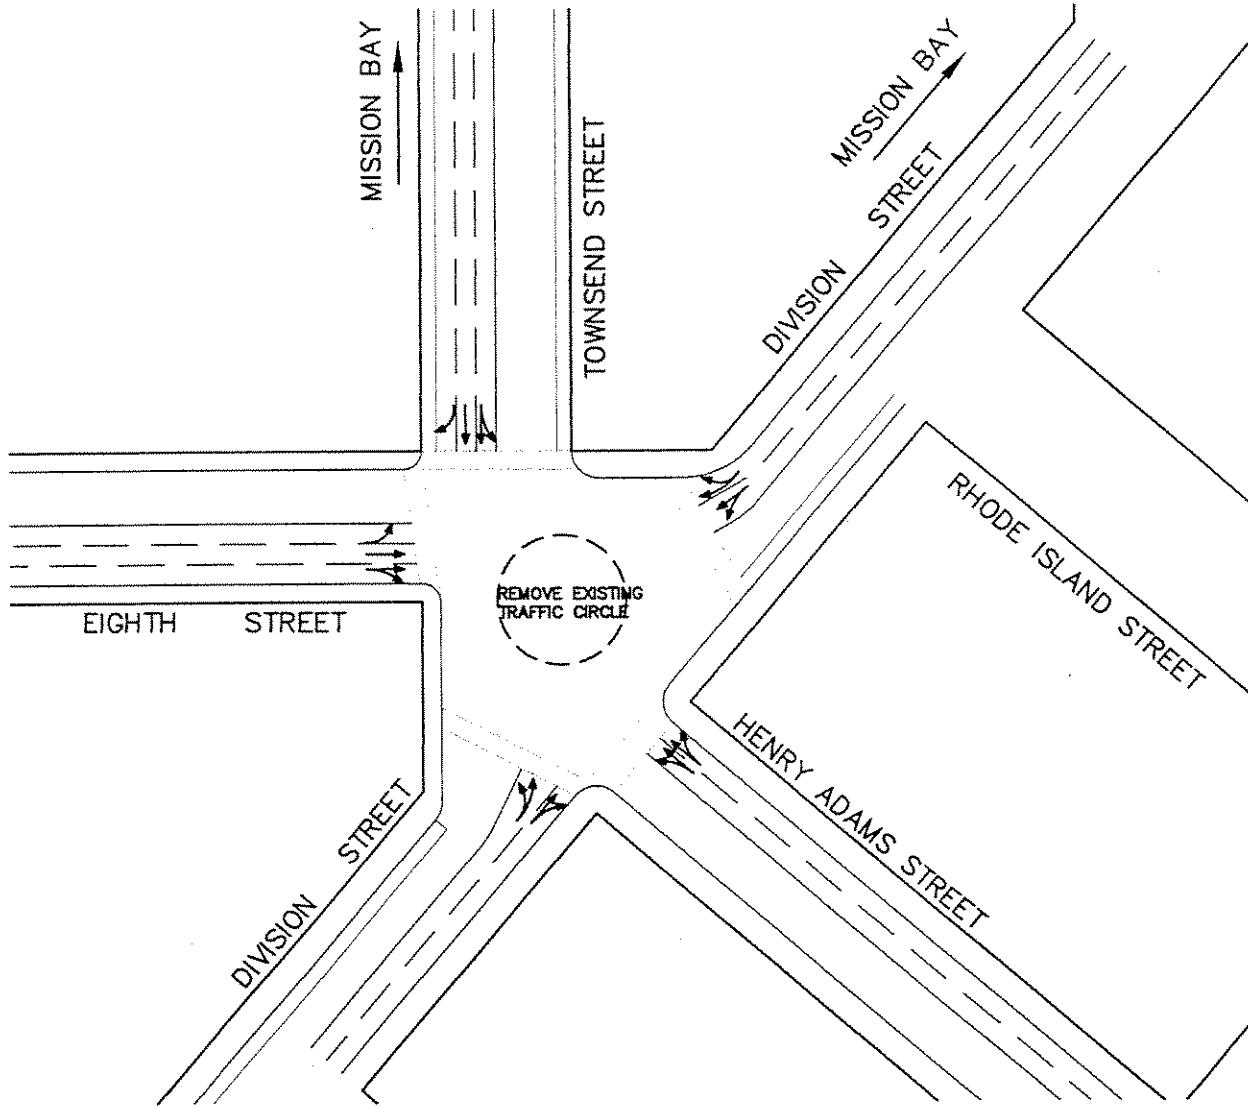 MISSION BAY
TOWNSEND STREET
MISSION BAY
DIVISION STREET
REMOVE EXISTING
TRAFFIC CIRCLE
EIGHTH STREET
RHODE ISLAND STREET
HENRY ADAMS STREET
DIVISION STREET